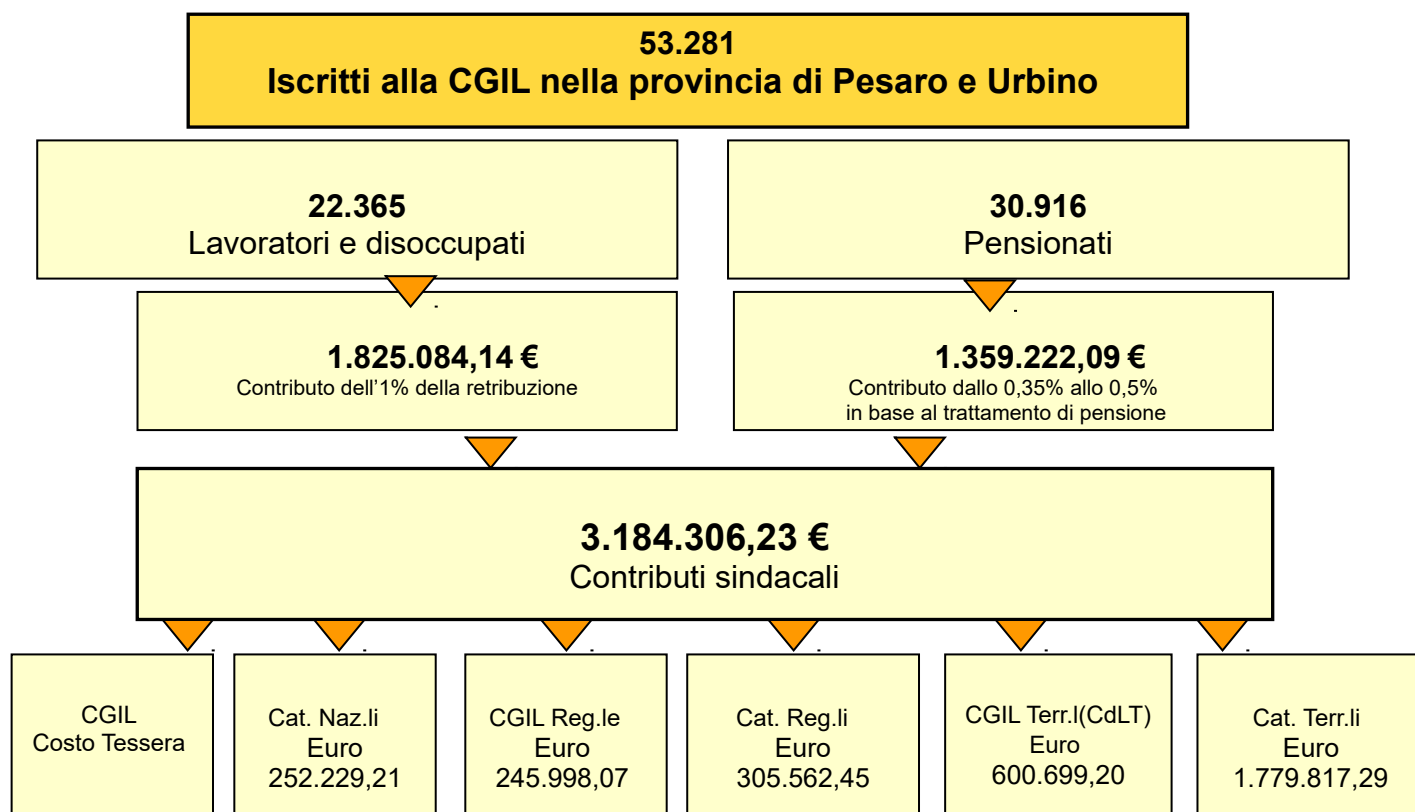 53.281
Iscritti alla CGIL nella provincia di Pesaro e Urbino
22.365
Lavoratori e disoccupati
30.916
Pensionati
1.825.084,14 €
Contributo dell'1% della retribuzione
1.359.222,09 €
Contributo dallo 0,35% allo 0,5%
in base al trattamento di pensione
3.184.306,23 €
Contributi sindacali
CGIL
Costo Tessera
Cat. Naz.li
Euro
252.229,21
CGIL Reg.le
Euro
245.998,07
Cat. Reg.li
Euro
305.562,45
CGIL Terr.l(CdLT)
Euro
600.699,20
Cat. Terr.li
Euro
1.779.817,29